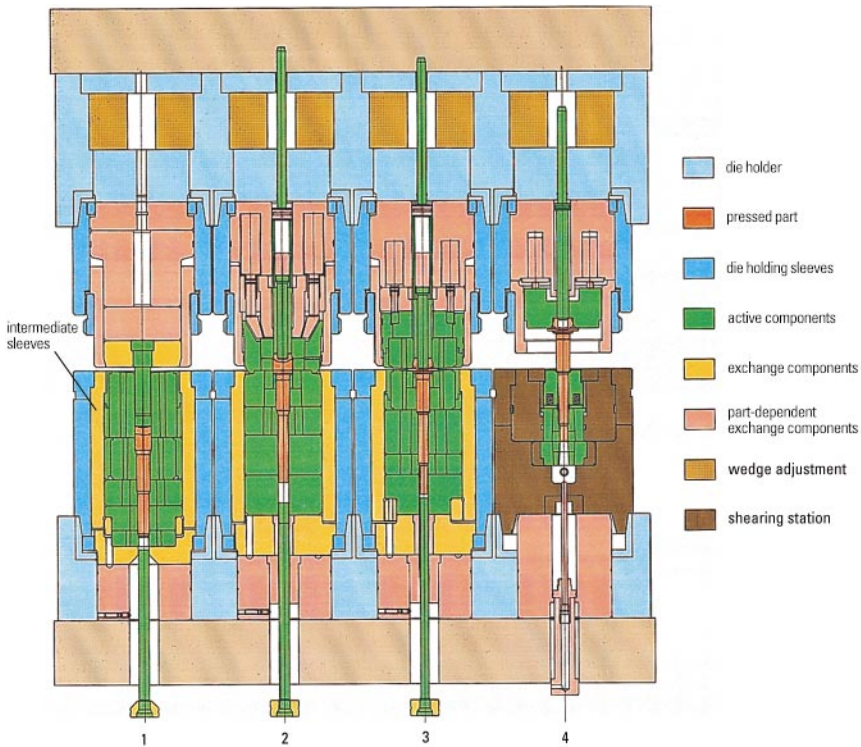 die holder
pressed part
die holding sleeves
intermediate
sleeves
active components
exchange components
part-dependent
exchange components
wedge adjustment
shearing station
1
2
3
4